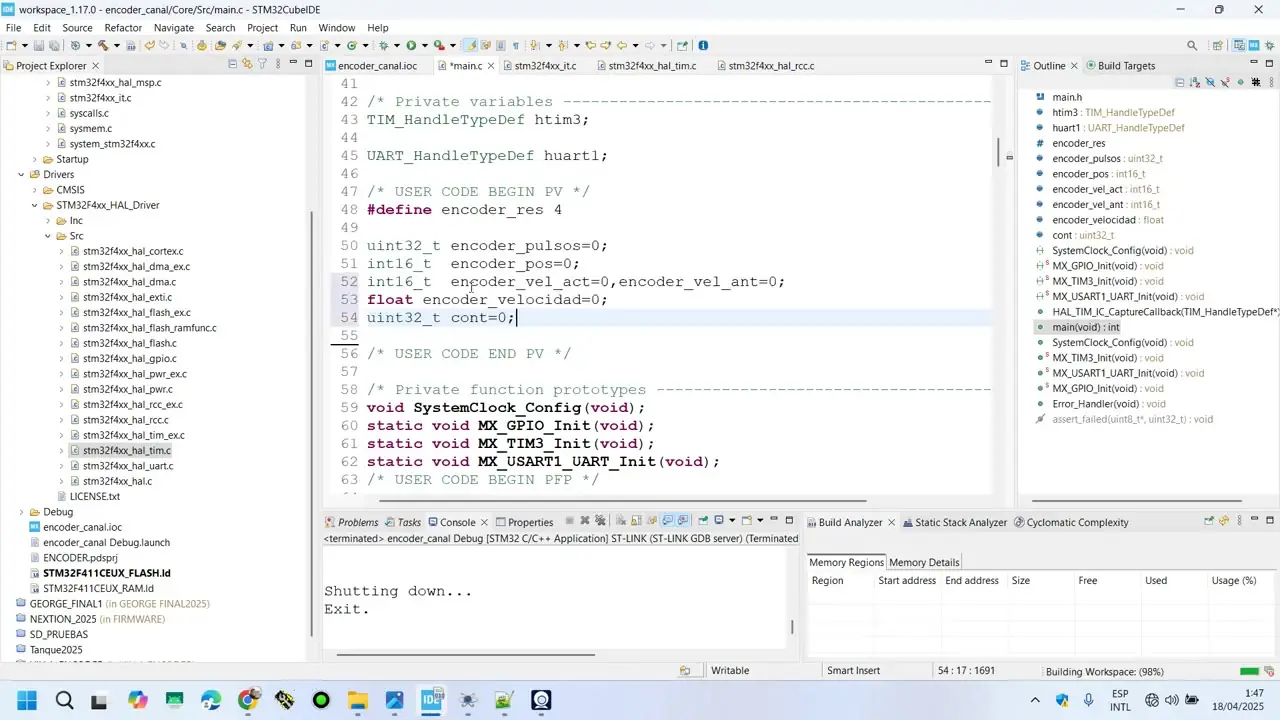 workspace_1.17.0 - encoder_canal/Core/Src/main.c - STM32CubeIDE
File Edit Source Refactor Navigate Search Project Run Window Help
Project Explorer
stm32f4xx_hal_msp.c
stm32f4xx_it.c
syscalls.c
sysmem.c
system_stm32f4xx.c
Startup
Drivers
CMSIS
STM32F4xx_HAL_Driver
Inc
Src
stm32f4xx_hal_cortex.c
stm32f4xx_hal_dma_ex.c
stm32f4xx_hal_dma.c
stm32f4xx_hal_exti.c
stm32f4xx_hal_flash_ex.c
stm32f4xx_hal_flash_ramfunc.c
stm32f4xx_hal_flash.c
stm32f4xx_hal_gpio.c
stm32f4xx_hal_pwr_ex.c
stm32f4xx_hal_pwr.c
stm32f4xx_hal_rcc_ex.c
stm32f4xx_hal_rcc.c
stm32f4xx_hal_tim_ex.c
stm32f4xx_hal_tim.c
stm32f4xx_hal_uart.c
stm32f4xx_hal.c
LICENSE.txt
Debug
encoder_canal.ioc
encoder_canal Debug.launch
ENCODER.pdsprj
STM32F411CEUX_FLASH.ld
STM32F411CEUX_RAM.ld
GEORGE_FINAL1 (in GEORGE FINAL2025)
NEXTION_2025 (in FIRMWARE)
SD_PRUEBAS
Tanque2025
encoder_canal.ioc *main.c stm32f4xx_it.c stm32f4xx_hal_tim.c stm32f4xx_hal_rcc.c
41
42 /* Private variables ---------------------------------------------
43 TIM_HandleTypeDef htim3;
44
45 UART_HandleTypeDef huart1;
46
47 /* USER CODE BEGIN PV */
48 #define encoder_res 4
49
50 uint32_t encoder_pulsos=0;
51 int16_t  encoder_pos=0;
52 int16_t  encoder_vel_act=0,encoder_vel_ant=0;
53 float encoder_velocidad=0;
54 uint32_t cont=0;
55
56 /* USER CODE END PV */
57
58 /* Private function prototypes -----------------------------------
59 void SystemClock_Config(void);
60 static void MX_GPIO_Init(void);
61 static void MX_TIM3_Init(void);
62 static void MX_USART1_UART_Init(void);
63 /* USER CODE BEGIN PFP */
Outline Build Targets
main.h
htim3 : TIM_HandleTypeDef
huart1 : UART_HandleTypeDef
encoder_res
encoder_pulsos : uint32_t
encoder_pos : int16_t
encoder_vel_act : int16_t
encoder_vel_ant : int16_t
encoder_velocidad : float
cont : uint32_t
SystemClock_Config(void) : void
MX_GPIO_Init(void) : void
MX_TIM3_Init(void) : void
MX_USART1_UART_Init(void) : void
HAL_TIM_IC_CaptureCallback(TIM_HandleTypeDef*)
main(void) : int
SystemClock_Config(void) : void
MX_TIM3_Init(void) : void
MX_USART1_UART_Init(void) : void
MX_GPIO_Init(void) : void
Error_Handler(void) : void
assert_failed(uint8_t*, uint32_t) : void
Problems Tasks Console Properties
<terminated> encoder_canal Debug [STM32 C/C++ Application] ST-LINK (ST-LINK GDB server) (Terminated
Shutting down...
Exit.
Build Analyzer Static Stack Analyzer Cyclomatic Complexity
Memory Regions Memory Details
Region Start address End address Size Free Used Usage (%)
Writable Smart Insert 54 : 17 : 1691 Building Workspace: (98%)
ESP
INTL
1:47
18/04/2025